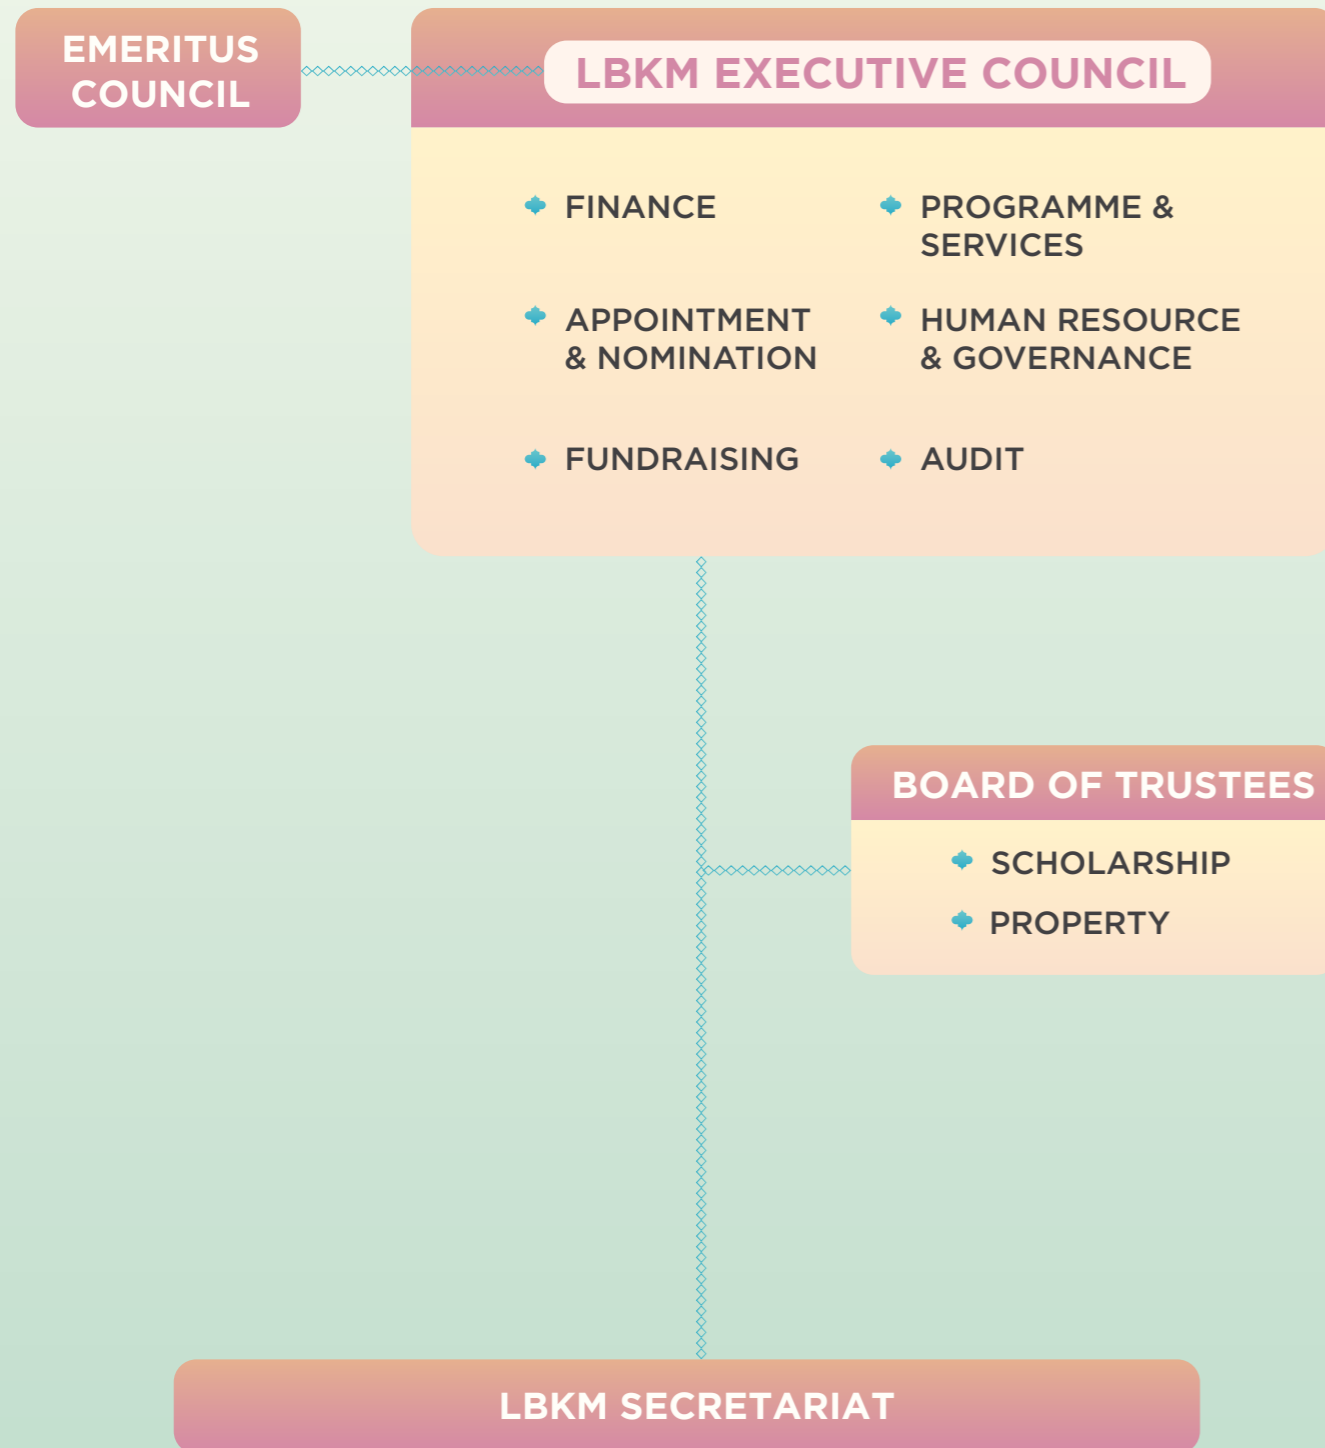 EMERITUS
COUNCIL
LBKM EXECUTIVE COUNCIL
FINANCE
PROGRAMME &
SERVICES
APPOINTMENT
& NOMINATION
HUMAN RESOURCE
& GOVERNANCE
FUNDRAISING
AUDIT
BOARD OF TRUSTEES
SCHOLARSHIP
PROPERTY
LBKM SECRETARIAT